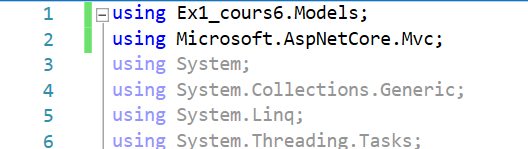 1 using Ex1_cours6.Models;
2 using Microsoft.AspNetCore.Mvc;
3 using System;
4 using System.Collections.Generic;
5 using System.Linq;
6 using System.Threading.Tasks;